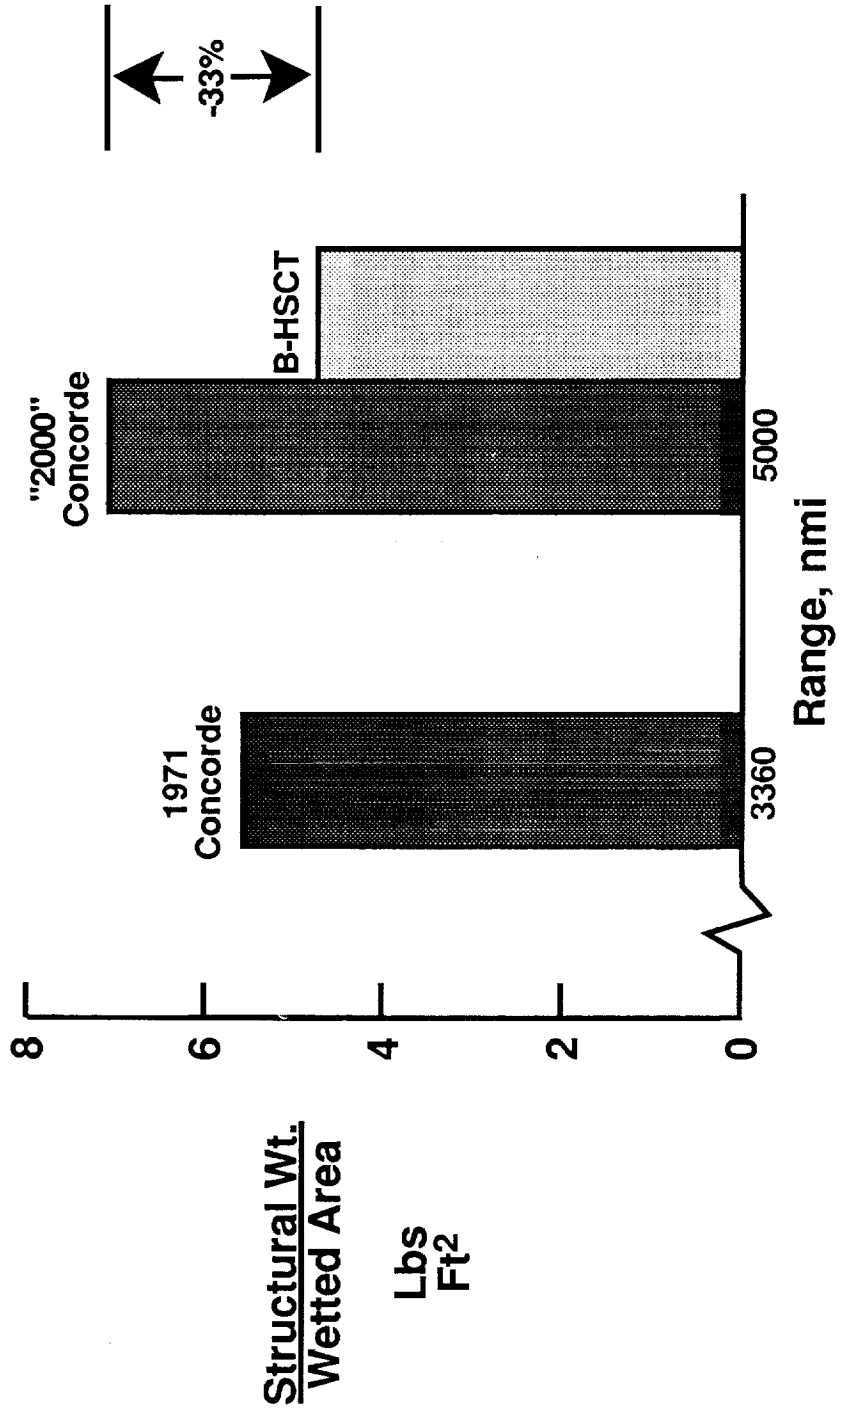 Structural Wt.
Wetted Area
Lbs
Ft²
8
6
4
2
0
1971
Concorde
"2000"
Concorde
B-HSCT
-33%
3360
5000
Range, nmi